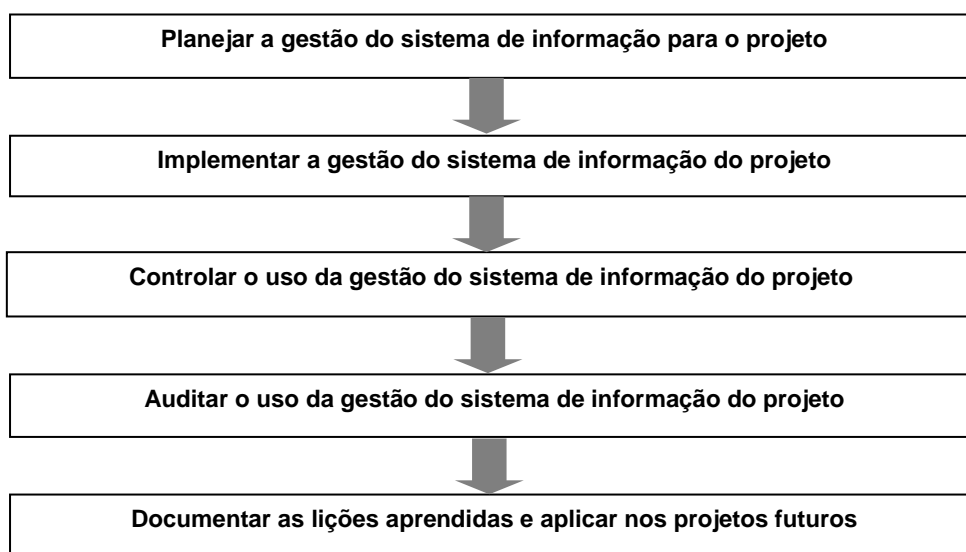 Planejar a gestão do sistema de informação para o projeto
Implementar a gestão do sistema de informação do projeto
Controlar o uso da gestão do sistema de informação do projeto
Auditar o uso da gestão do sistema de informação do projeto
Documentar as lições aprendidas e aplicar nos projetos futuros